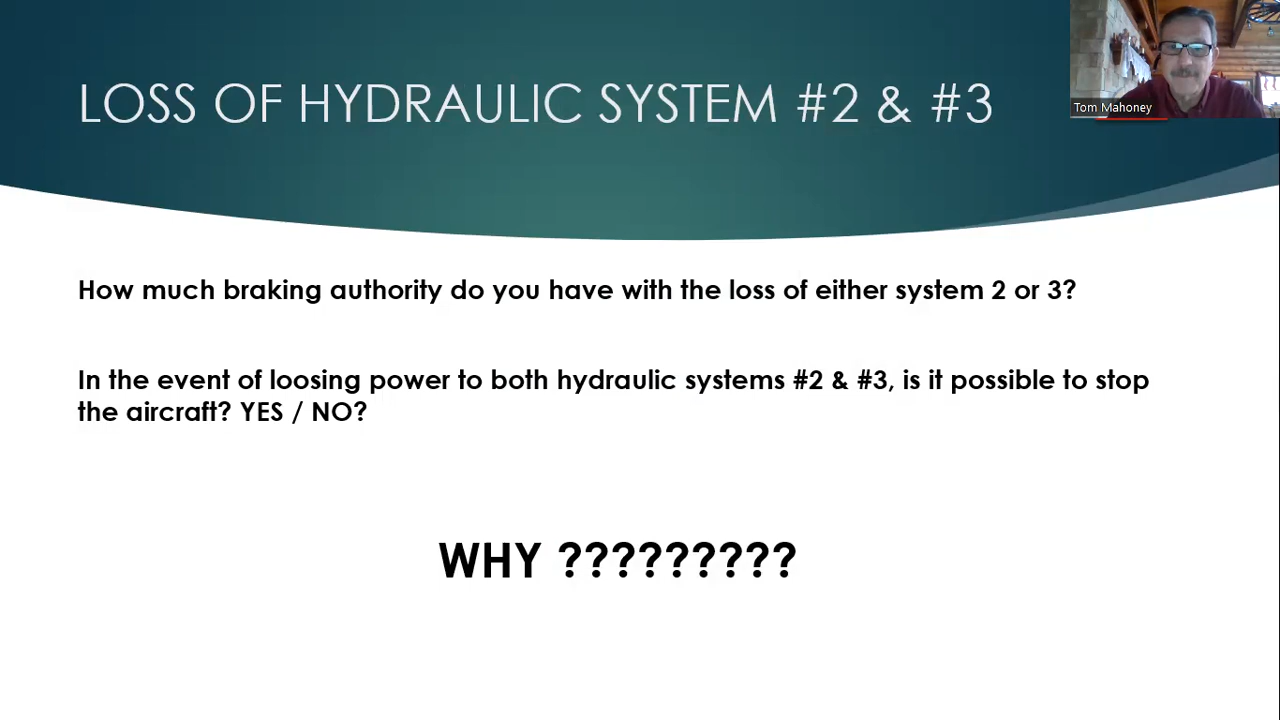 LOSS OF HYDRAULIC SYSTEM #2 & #3
Tom Mahoney
How much braking authority do you have with the loss of either system 2 or 3?
In the event of loosing power to both hydraulic systems #2 & #3, is it possible to stop
the aircraft? YES / NO?
WHY ?????????